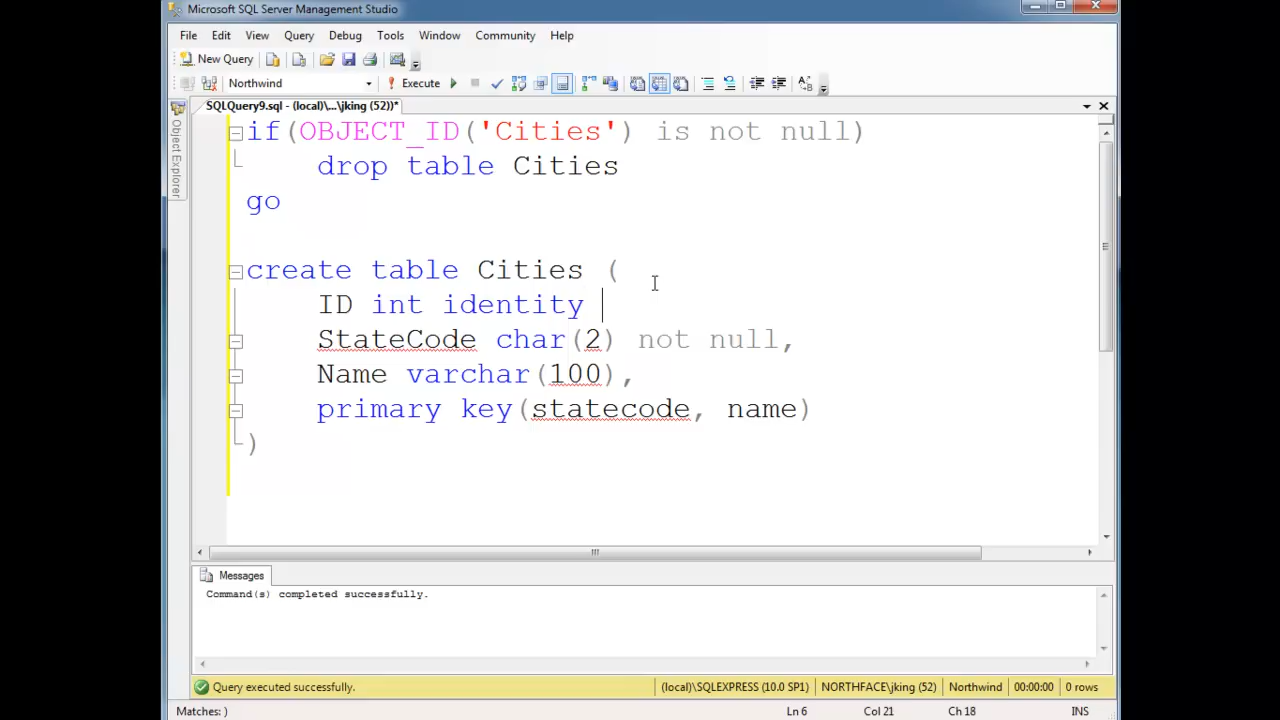 Microsoft SQL Server Management Studio
File Edit View Query Debug Tools Window Community Help
New Query
Northwind Execute
SQLQuery9.sql - (local)\...\jking (52))*
Object Explorer
if(OBJECT_ID('Cities') is not null)
drop table Cities
go
create table Cities (
ID int identity
StateCode char(2) not null,
Name varchar(100),
primary key(statecode, name)
)
Messages
Command(s) completed successfully.
Query executed successfully. (local)\SQLEXPRESS (10.0 SP1) NORTHFACE\jking (52) Northwind 00:00:00 0 rows
Matches: ) Ln 6 Col 21 Ch 18 INS